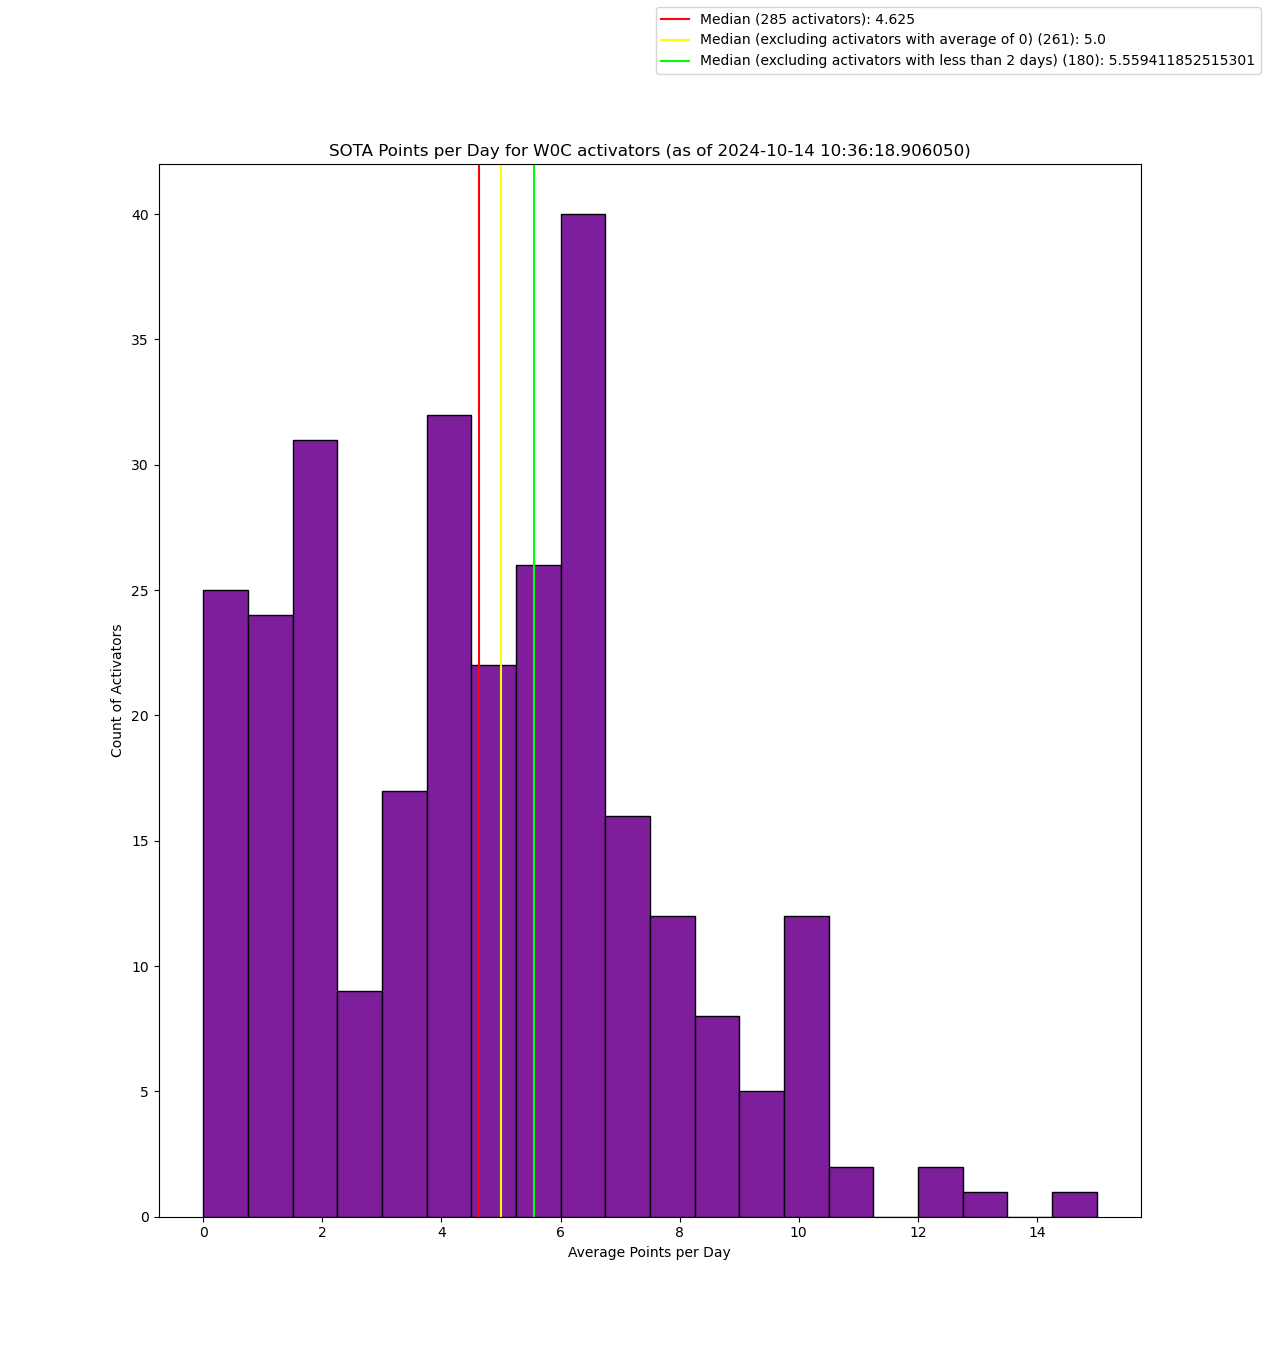 Median (285 activators): 4.625
Median (excluding activators with average of 0) (261): 5.0
Median (excluding activators with less than 2 days) (180): 5.559411852515301
SOTA Points per Day for W0C activators (as of 2024-10-14 10:36:18.906050)
40
35
30
25
20
15
10
5
0
Count of Activators
0 2 4 6 8 10 12 14
Average Points per Day